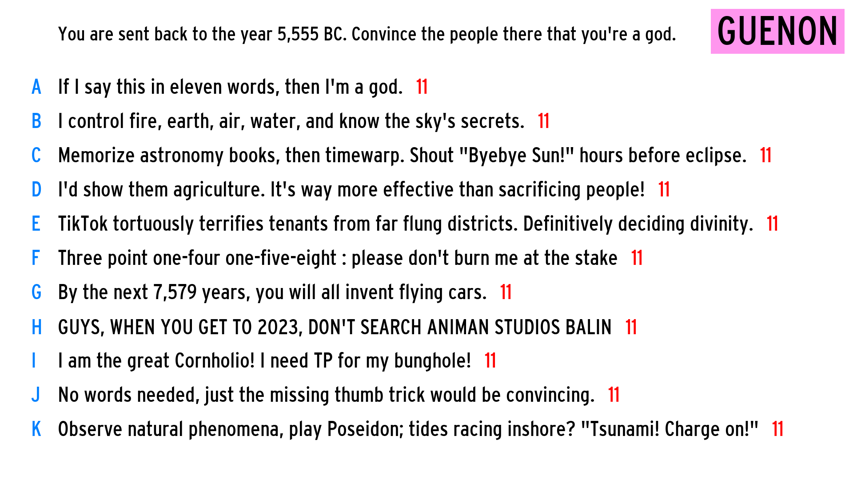 You are sent back to the year 5,555 BC. Convince the people there that you're a god. GUENON
A If I say this in eleven words, then I'm a god. 11
B I control fire, earth, air, water, and know the sky's secrets. 11
C Memorize astronomy books, then timewarp. Shout "Byebye Sun!" hours before eclipse. 11
D I'd show them agriculture. It's way more effective than sacrificing people! 11
E TikTok tortuously terrifies tenants from far flung districts. Definitively deciding divinity. 11
F Three point one-four one-five-eight : please don't burn me at the stake 11
G By the next 7,579 years, you will all invent flying cars. 11
H GUYS, WHEN YOU GET TO 2023, DON'T SEARCH ANIMAN STUDIOS BALIN 11
I I am the great Cornholio! I need TP for my bunghole! 11
J No words needed, just the missing thumb trick would be convincing. 11
K Observe natural phenomena, play Poseidon; tides racing inshore? "Tsunami! Charge on!" 11